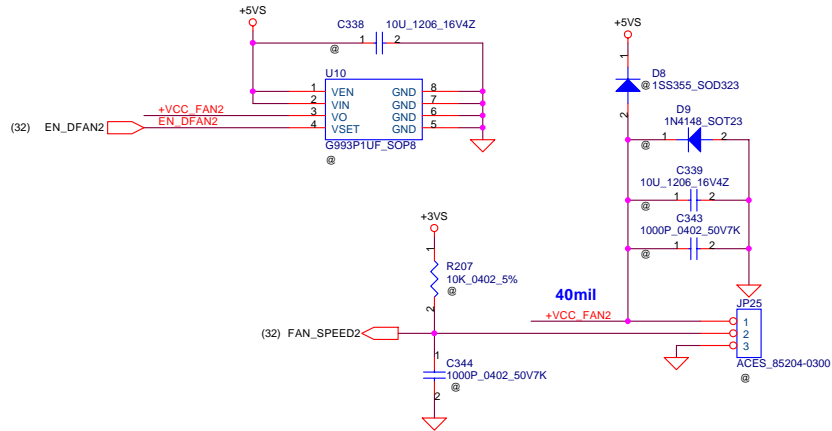 +5VS
C338 10U_1206_16V4Z
1 2
@
U10
1 VEN GND 8
2 VIN GND 7
+VCC_FAN2 3 VO GND 6
(32) EN_DFAN2 EN_DFAN2 4 VSET GND 5
G993P1UF_SOP8
@
+5VS
1
D8
@ 1SS355_SOD323
2
D9
1N4148_SOT23
1 2
@
C339
10U_1206_16V4Z
1 2
@
C343
1000P_0402_50V7K
1 2
@
+3VS
1
R207
10K_0402_5%
@
2
40mil
+VCC_FAN2
(32) FAN_SPEED2
JP25
1
2
3
ACES_85204-0300
@
1
C344
1000P_0402_50V7K
@
2